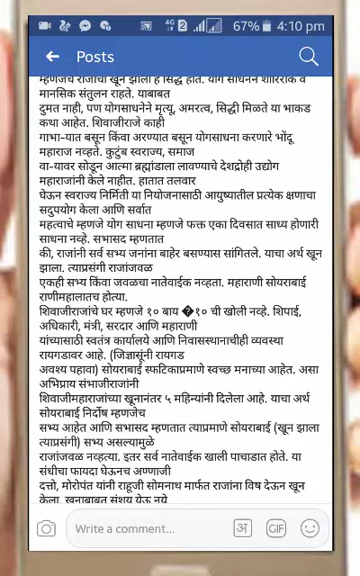 4G 2 67% 4:10 pm
Posts
म्हणजेच राजांचा खून झाला हे सिद्ध होते. योग साधनेने शारीरिक व
मानसिक संतुलन राहते. याबाबत
दुमत नाही, पण योगसाधनेने मृत्यू, अमरत्व, सिद्धी मिळते या भाकड
कथा आहेत. शिवाजीराजे काही
गाभा-यात बसून किंवा अरण्यात बसून योगसाधना करणारे भोंदू
महाराज नव्हते. कुटुंब स्वराज्य, समाज
वा-यावर सोडून आत्मा ब्रह्मांडाला लावण्याचे देशद्रोही उद्योग
महाराजांनी केले नाहीत. हातात तलवार
घेऊन स्वराज्य निर्मिती या नियोजनासाठी आयुष्यातील प्रत्येक क्षणाचा
सदुपयोग केला आणि सर्वात
महत्वाचे म्हणजे योग साधना म्हणजे फक्त एका दिवसात साध्य होणारी
साधना नव्हे. सभासद म्हणतात
की, राजांनी सर्व सभ्य जनांना बाहेर बसण्यास सांगितले. याचा अर्थ खून
झाला. त्याप्रसंगी राजांजवळ
एकही सभ्य किंवा जवळचा नातेवाईक नव्हता. महाराणी सोयराबाई
राणीमहालातच होत्या.
शिवाजीराजांचे घर म्हणजे १० बाय �१० ची खोली नव्हे. शिपाई,
अधिकारी, मंत्री, सरदार आणि महाराणी
यांच्यासाठी स्वतंत्र कार्यालये आणि निवासस्थानाचीही व्यवस्था
रायगडावर आहे. (जिज्ञासूंनी रायगड
अवश्य पहावा) सोयराबाई स्फटिकाप्रमाणे स्वच्छ मनाच्या आहेत. असा
अभिप्राय संभाजीराजांनी
शिवाजीमहाराजांच्या खूनानंतर ५ महिन्यांनी दिलेला आहे. याचा अर्थ
सोयराबाई निर्दोष म्हणजेच
सभ्य आहेत आणि सभासद म्हणतात त्याप्रमाणे सोयराबाई (खून झाला
त्याप्रसंगी) सभ्य असल्यामुळे
राजांजवळ नव्हत्या. इतर सर्व नातेवाईक खाली पाचाडात होते. या
संधीचा फायदा घेऊनच अण्णाजी
दत्तो, मोरोपंत यांनी राहूजी सोमनाथ मार्फत राजांना विष देऊन खून
केला. खूनाबाबत संशय येऊ नये
Write a comment...
अ GIF